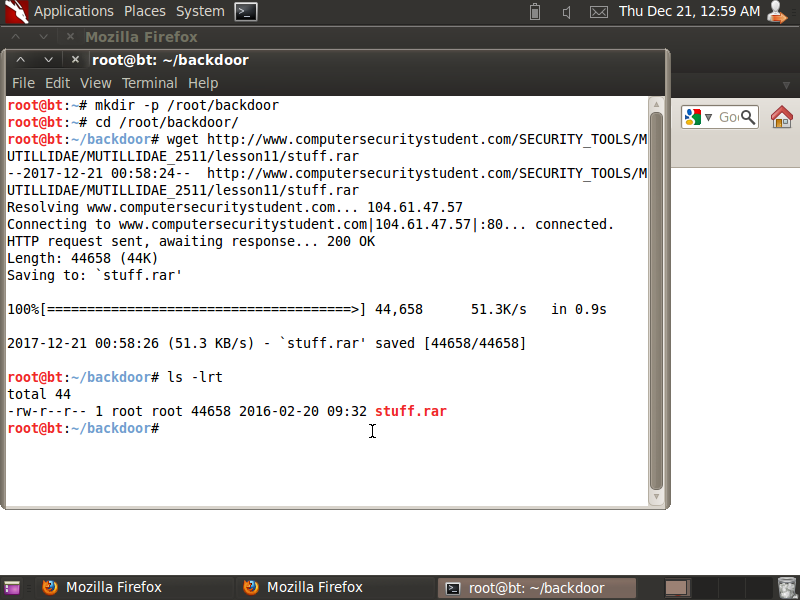 Applications Places System
Thu Dec 21, 12:59 AM
Mozilla Firefox
root@bt: ~/backdoor
File Edit View Terminal Help
root@bt:~# mkdir -p /root/backdoor
root@bt:~# cd /root/backdoor/
root@bt:~/backdoor# wget http://www.computersecuritystudent.com/SECURITY_TOOLS/M
UTILLIDAE/MUTILLIDAE_2511/lesson11/stuff.rar
--2017-12-21 00:58:24--  http://www.computersecuritystudent.com/SECURITY_TOOLS/M
UTILLIDAE/MUTILLIDAE_2511/lesson11/stuff.rar
Resolving www.computersecuritystudent.com... 104.61.47.57
Connecting to www.computersecuritystudent.com|104.61.47.57|:80... connected.
HTTP request sent, awaiting response... 200 OK
Length: 44658 (44K)
Saving to: `stuff.rar'
100%[======================================>] 44,658      51.3K/s   in 0.9s
2017-12-21 00:58:26 (51.3 KB/s) - `stuff.rar' saved [44658/44658]
root@bt:~/backdoor# ls -lrt
total 44
-rw-r--r-- 1 root root 44658 2016-02-20 09:32 stuff.rar
root@bt:~/backdoor#
Mozilla Firefox
Mozilla Firefox
root@bt: ~/backdoor